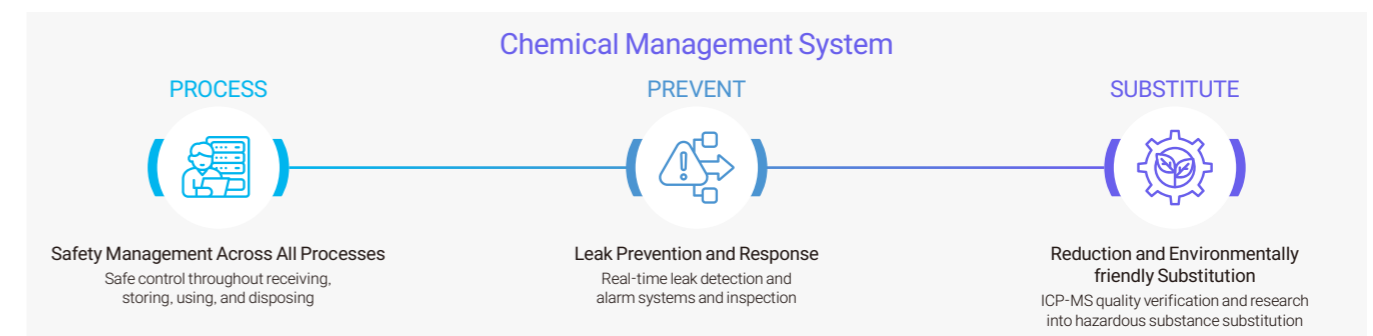 Chemical Management System
PROCESS
PREVENT
SUBSTITUTE
Safety Management Across All Processes
Safe control throughout receiving,
storing, using, and disposing
Leak Prevention and Response
Real-time leak detection and
alarm systems and inspection
Reduction and Environmentally
friendly Substitution
ICP-MS quality verification and research
into hazardous substance substitution